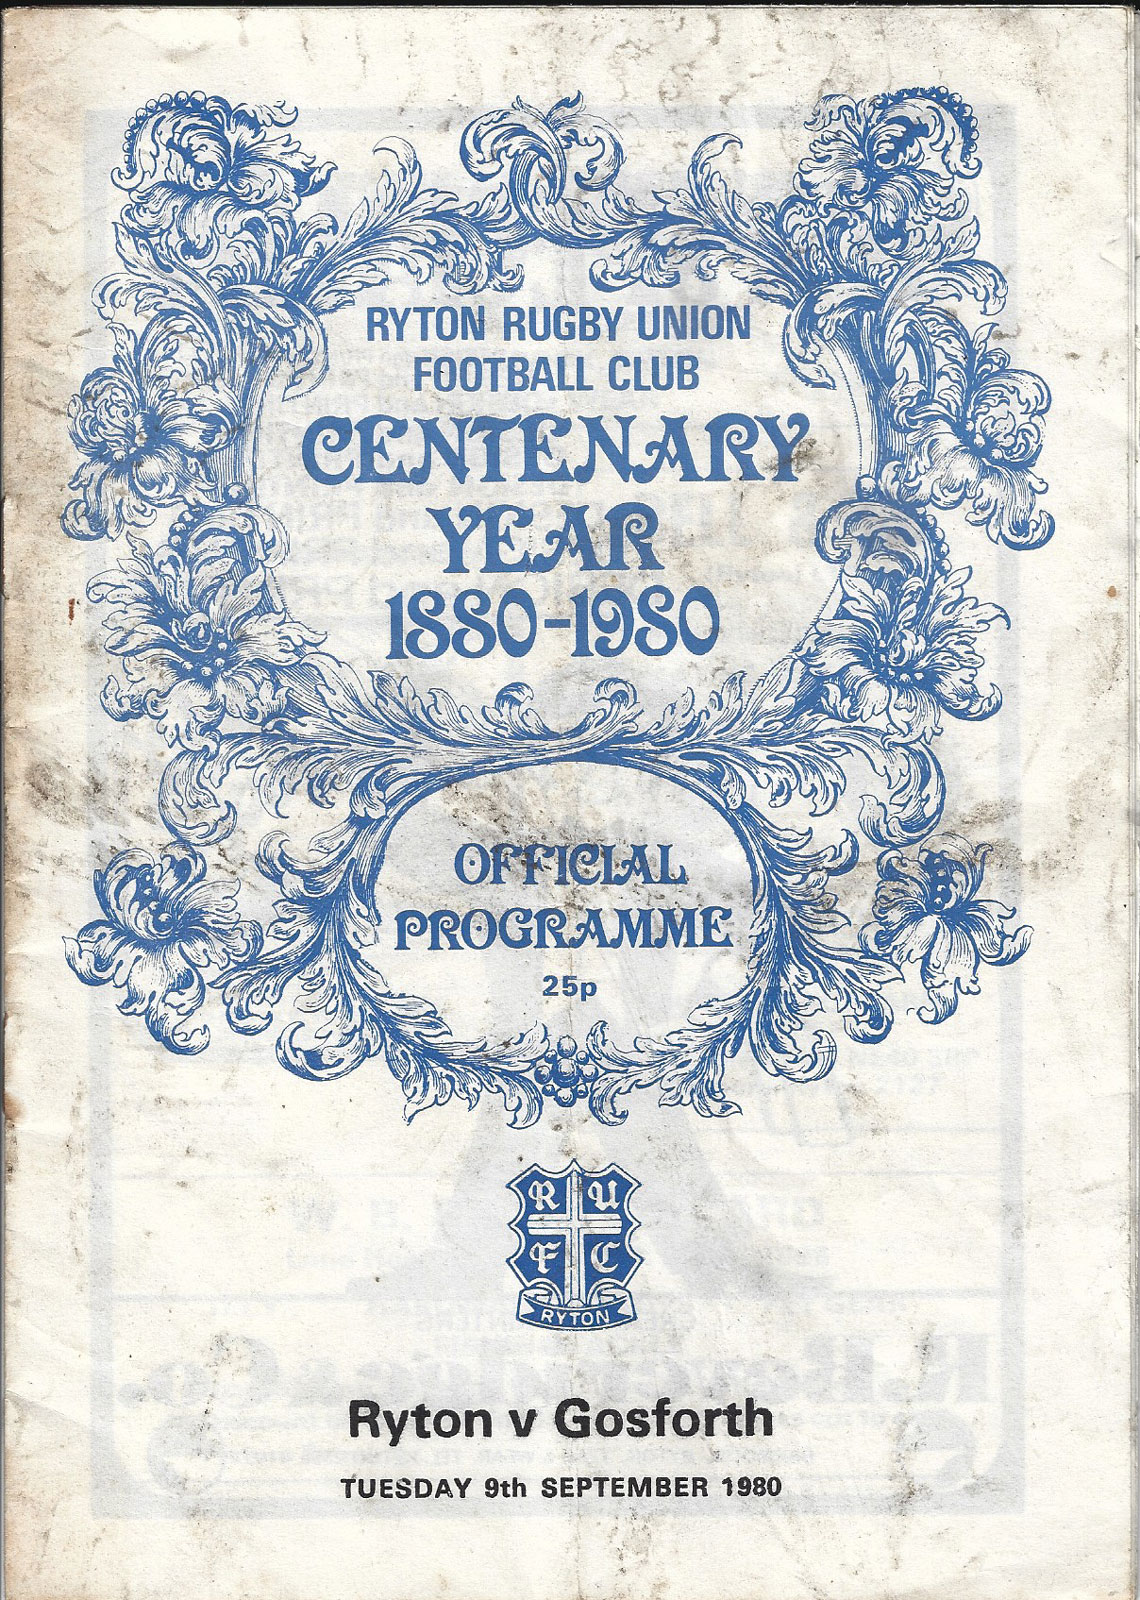 RYTON RUGBY UNION
FOOTBALL CLUB
CENTENARY
YEAR
1880-1980
OFFICIAL
PROGRAMME
25p
R U
F C
RYTON
Ryton v Gosforth
TUESDAY 9th SEPTEMBER 1980